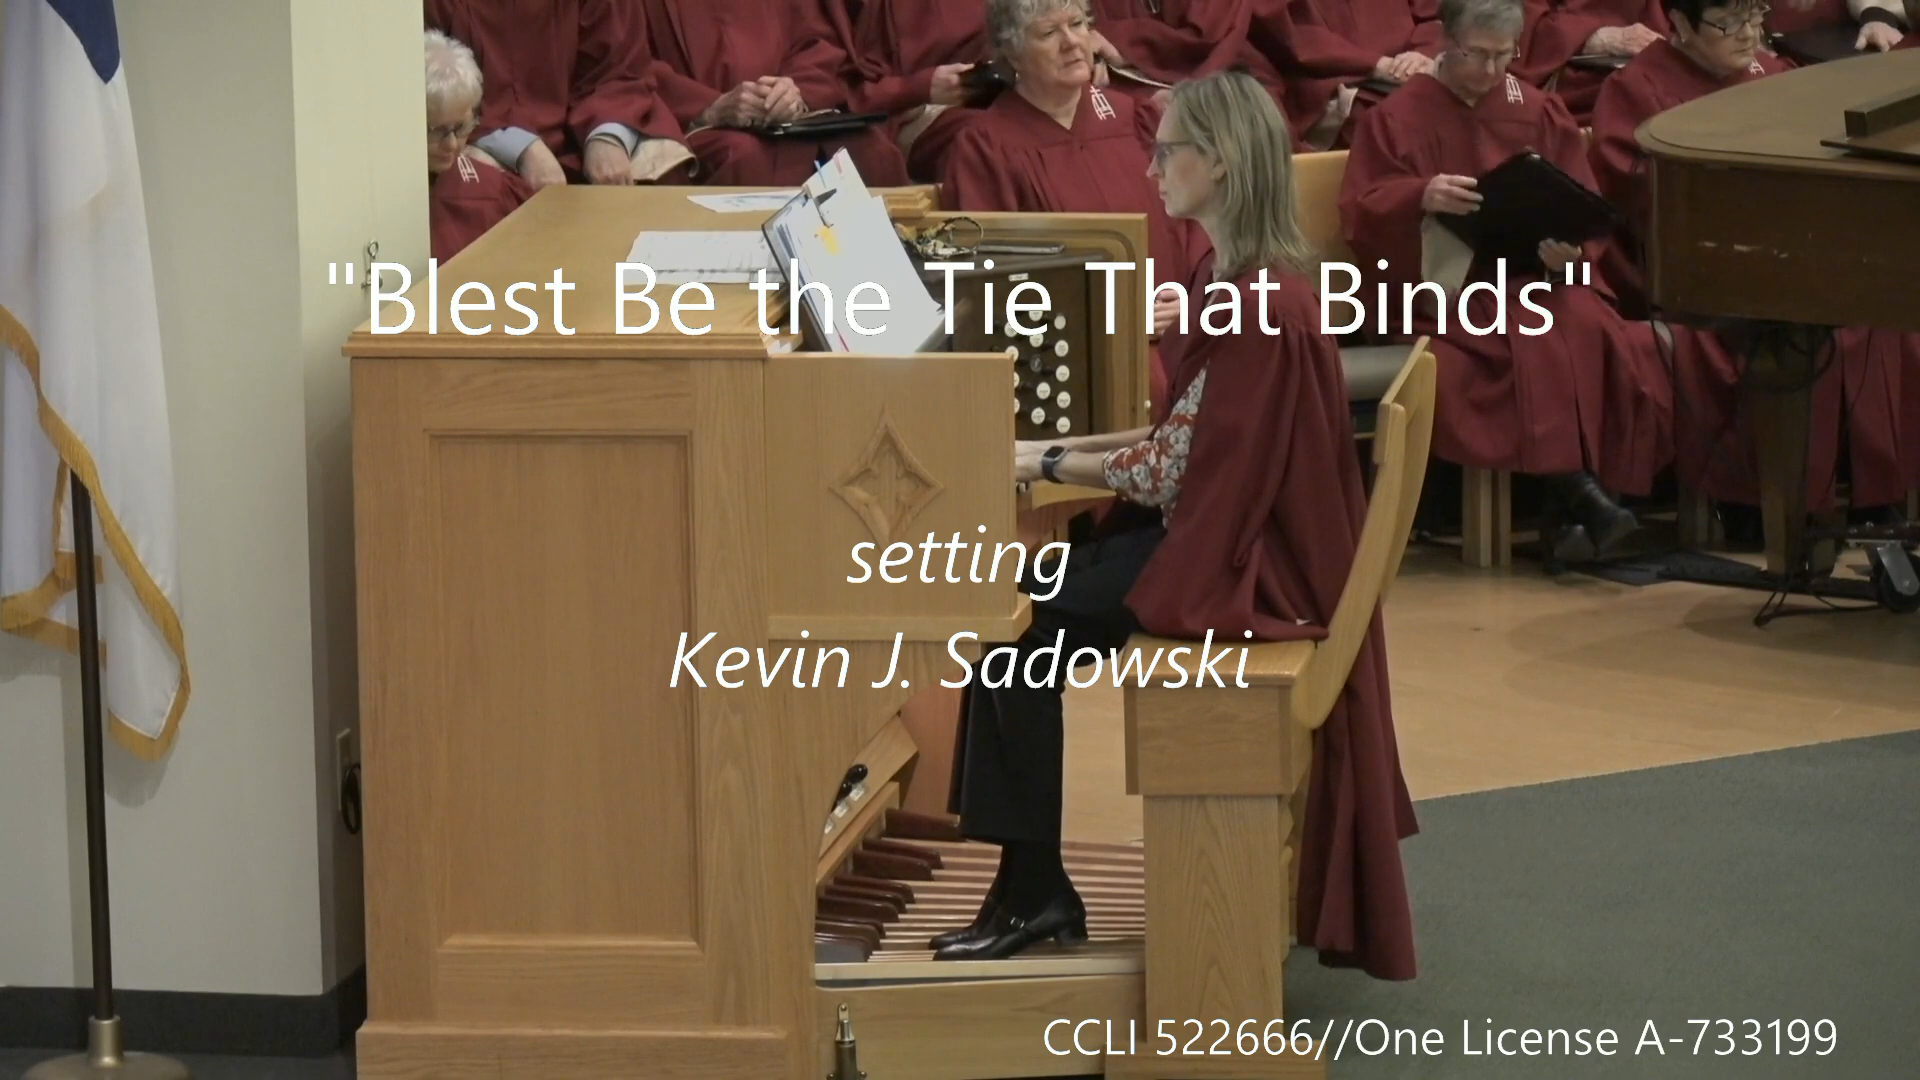 "Blest Be the Tie That Binds"
setting
Kevin J. Sadowski
CCLI 522666//One License A-733199